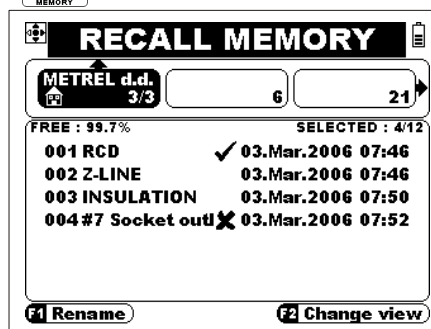 MEMORY
RECALL MEMORY
METREL d.d.
3/3
6
21
FREE : 99.7%
SELECTED : 4/12
001 RCD 03.Mar.2006 07:46
002 Z-LINE 03.Mar.2006 07:46
003 INSULATION 03.Mar.2006 07:50
004 #7 Socket outl 03.Mar.2006 07:52
F1 Rename
F2 Change view